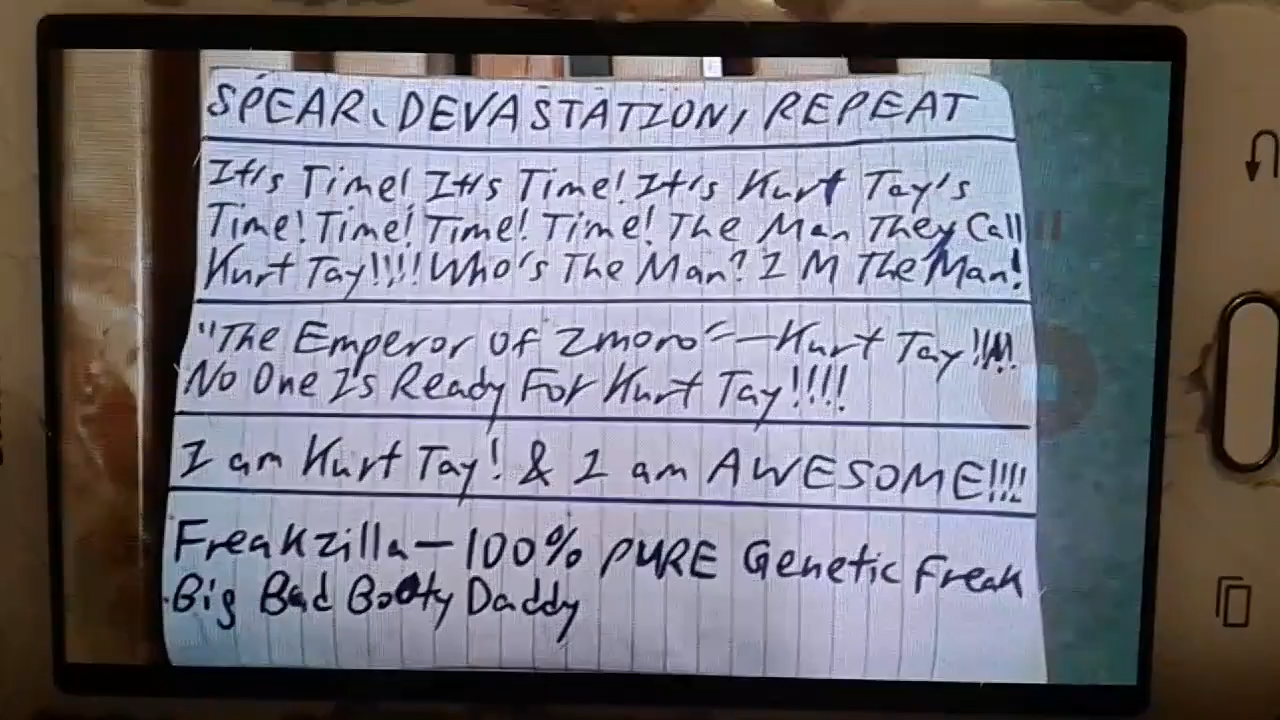 SPEAR, DEVASTATION, REPEAT
It's Time! It's Time! It's Kurt Tay's
Time! Time! Time! Time! The Man They Call
Kurt Tay!!!! Who's The Man? I M The Man!
"The Emperor Of Zmoro"—Kurt Tay!!!!
No One Is Ready For Kurt Tay!!!!
I am Kurt Tay! & I am AWESOME!!!!
Freakzilla—100% PURE Genetic Freak
Big Bad Booty Daddy